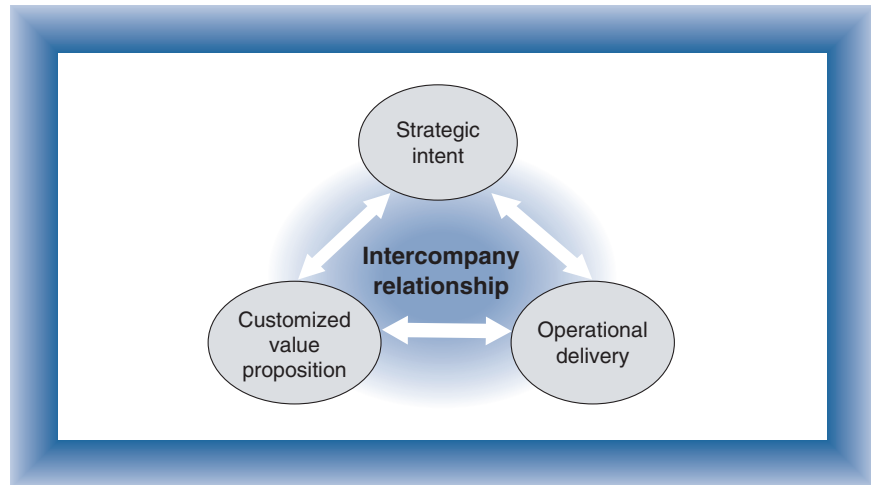 Strategic
intent
Intercompany
relationship
Customized
value
proposition
Operational
delivery